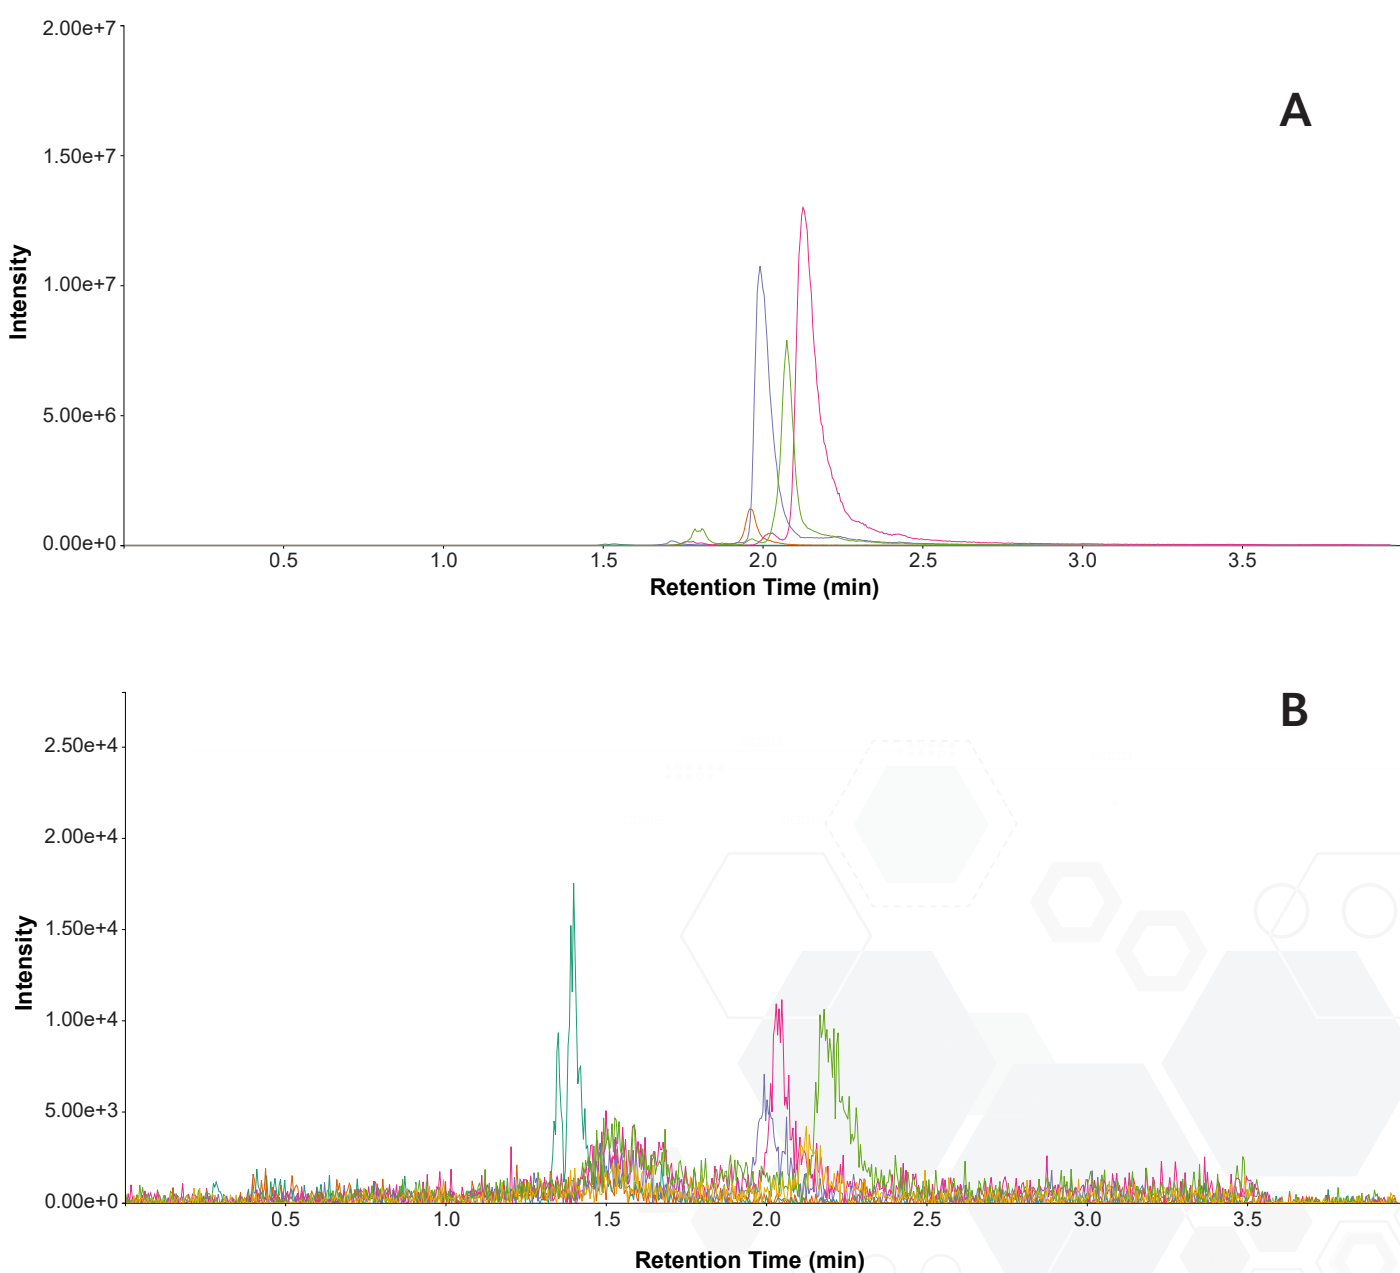 2.00e+7
A
1.50e+7
1.00e+7
Intensity
5.00e+6
0.00e+0
0.5 1.0 1.5 2.0 2.5 3.0 3.5
Retention Time (min)
B
2.50e+4
2.00e+4
1.50e+4
Intensity
1.00e+4
5.00e+3
0.00e+0
0.5 1.0 1.5 2.0 2.5 3.0 3.5
Retention Time (min)